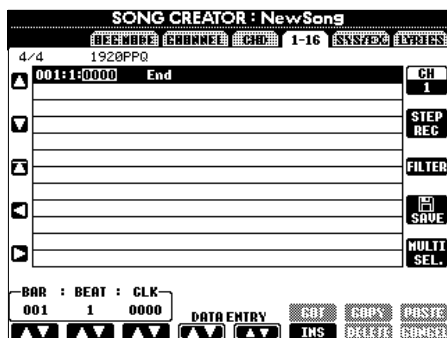 SONG CREATOR : NewSong
REC MODE CHANNEL CHD 1-16 SYS/EX. LYRICS
4/4 1920PPQ
001:1:0000 End
CH
1
STEP
REC
FILTER
SAVE
MULTI
SEL.
BAR : BEAT : CLK
001 1 0000
DATA ENTRY
CUT COPY PASTE
INS DELETE CANCEL